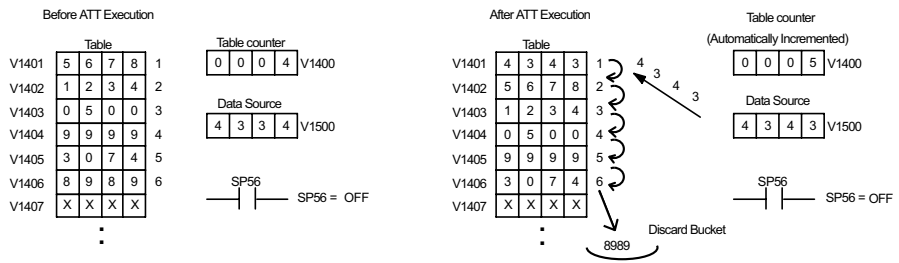 Before ATT Execution
Table
V1401 5 6 7 8 1
V1402 1 2 3 4 2
V1403 0 5 0 0 3
V1404 9 9 9 9 4
V1405 3 0 7 4 5
V1406 8 9 8 9 6
V1407 X X X X
Table counter
0 0 0 4 V1400
Data Source
4 3 3 4 V1500
SP56
SP56 = OFF
After ATT Execution
Table
V1401 4 3 4 3 1
V1402 5 6 7 8 2
V1403 1 2 3 4 3
V1404 0 5 0 0 4
V1405 9 9 9 9 5
V1406 3 0 7 4 6
V1407 X X X X
4 3 4 3
Discard Bucket
8989
Table counter
(Automatically Incremented)
0 0 0 5 V1400
Data Source
4 3 4 3 V1500
SP56
SP56 = OFF